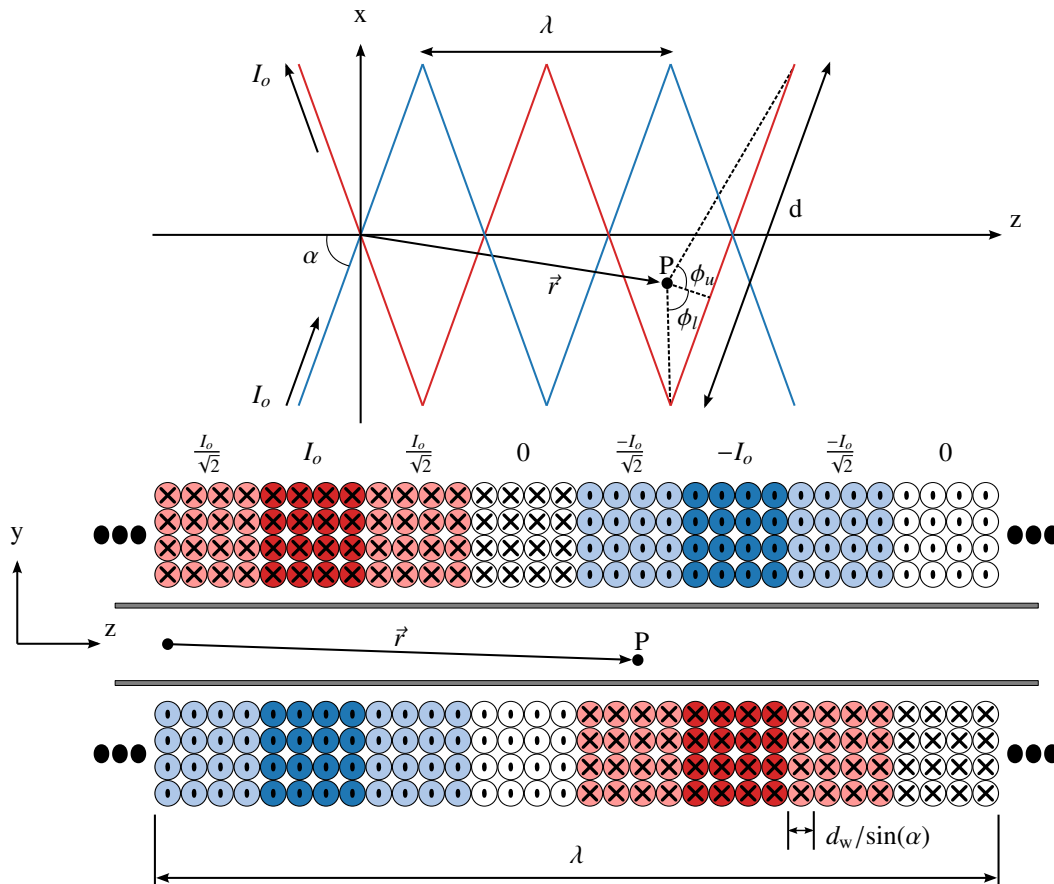 x
λ
I_o
d
z
α
P
ϕ_u
r⃗
ϕ_l
I_o
I_o/√2 I_o I_o/√2 0 -I_o/√2 -I_o -I_o/√2 0
y
z
r⃗
P
d_w/sin(α)
λ